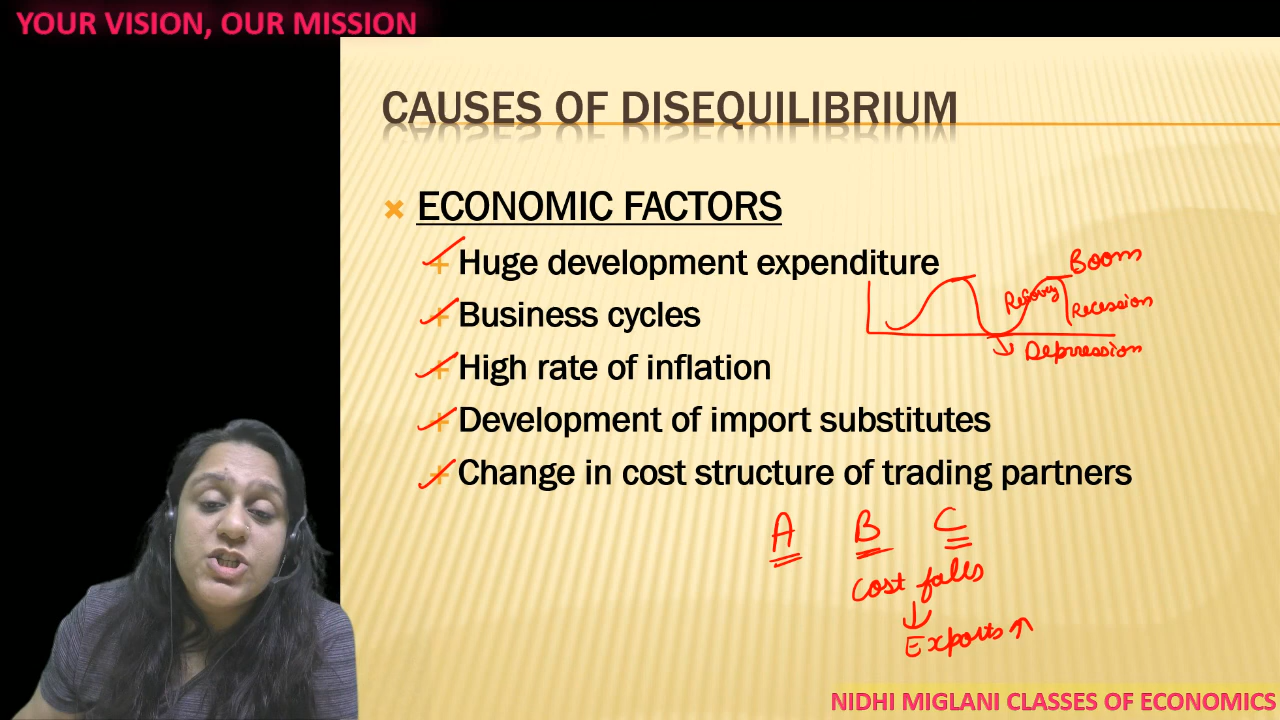 YOUR VISION, OUR MISSION
CAUSES OF DISEQUILIBRIUM
ECONOMIC FACTORS
Huge development expenditure
Boom
Recovery
Recession
Business cycles
Depression
High rate of inflation
Development of import substitutes
Change in cost structure of trading partners
A B C
Cost falls
↓
Exports ↑
NIDHI MIGLANI CLASSES OF ECONOMICS